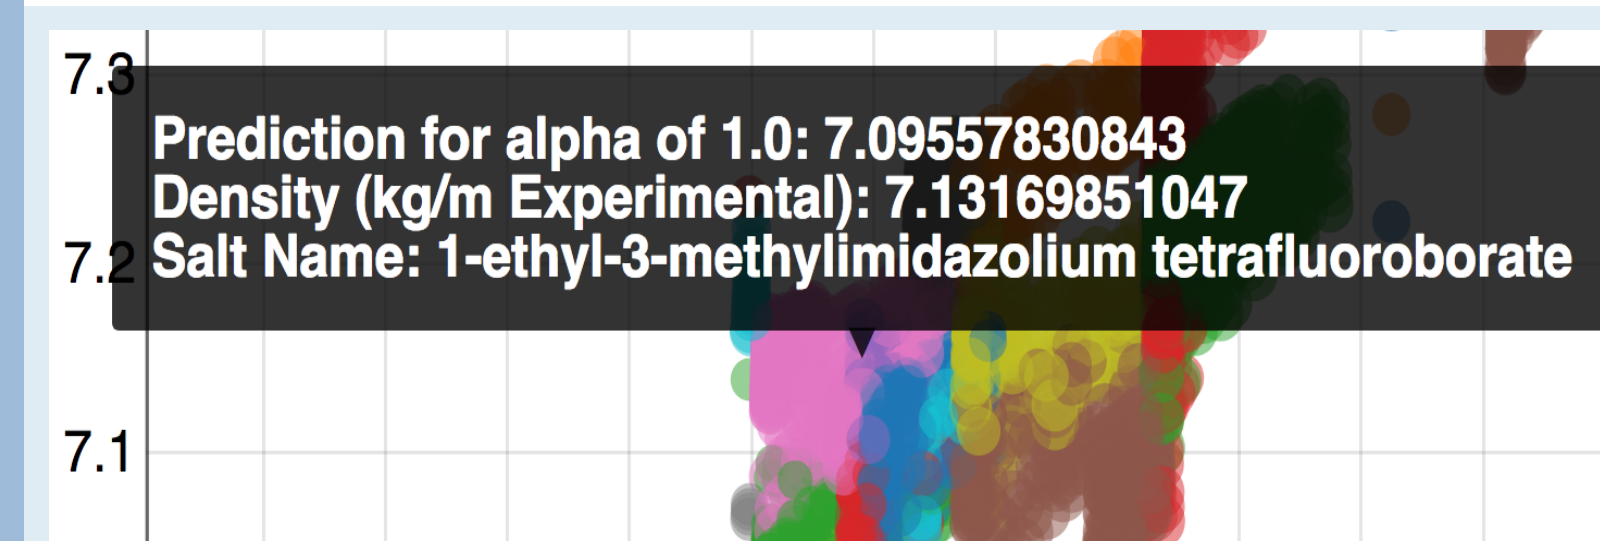 7.3
Prediction for alpha of 1.0: 7.09557830843
Density (kg/m Experimental): 7.13169851047
7.2
Salt Name: 1-ethyl-3-methylimidazolium tetrafluoroborate
7.1